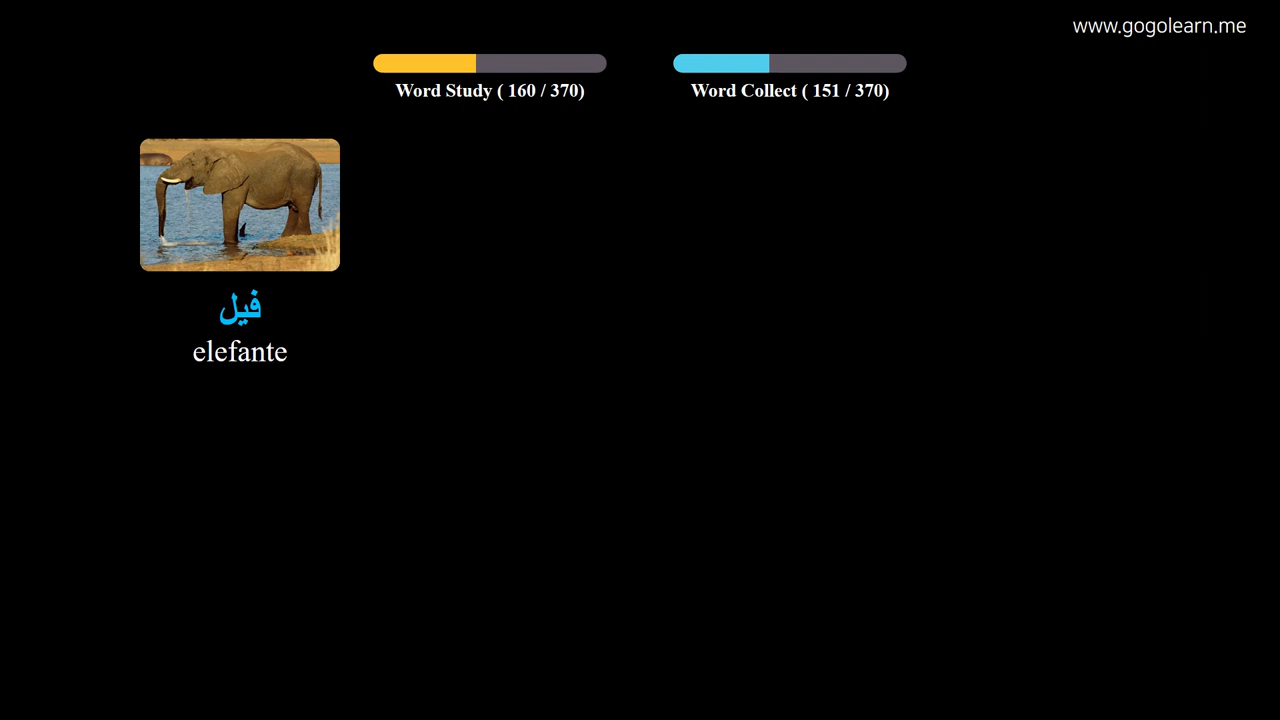 www.gogolearn.me
Word Study ( 160 / 370)
Word Collect ( 151 / 370)
فيل
elefante